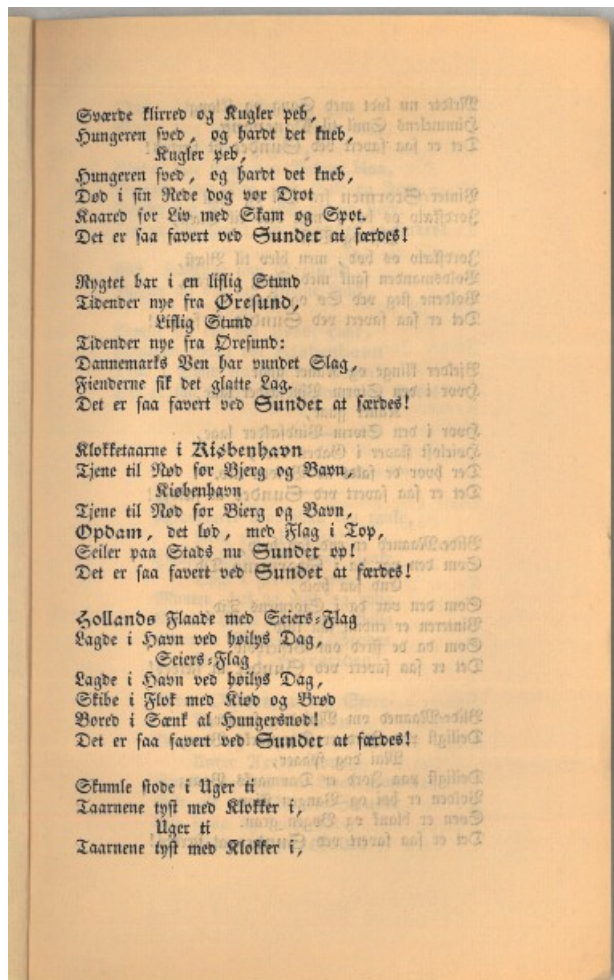 Sværde klirred og Kugler peb,
Hungeren sved, og hardt det kneb,
Kugler peb,
Hungeren sved, og hardt det kneb,
Død i sin Rede dog vor Drot
Kaared for Liv med Skam og Spot.
Det er saa favert ved Sundet at færdes!
Rygtet bar i en liflig Stund
Tidender nye fra Øresund,
Liflig Stund
Tidender nye fra Øresund:
Dannemarks Ven har vundet Slag,
Fienderne fik det glatte Lag.
Det er saa favert ved Sundet at færdes!
Klokketaarne i Kiøbenhavn
Tjene til Nød for Bjerg og Bavn,
Kiøbenhavn
Tjene til Nød for Bierg og Bavn,
Opdam, det lød, med Flag i Top,
Seiler paa Stads nu Sundet op!
Det er saa favert ved Sundet at færdes!
Hollands Flaade med Seiers-Flag
Lagde i Havn ved høilys Dag,
Seiers-Flag
Lagde i Havn ved høilys Dag,
Skibe i Flok med Kiød og Brød
Bored i Sænk al Hungersnød!
Det er saa favert ved Sundet at færdes!
Skumle stode i Uger ti
Taarnene tyst med Klokker i,
Uger ti
Taarnene tyst med Klokker i,